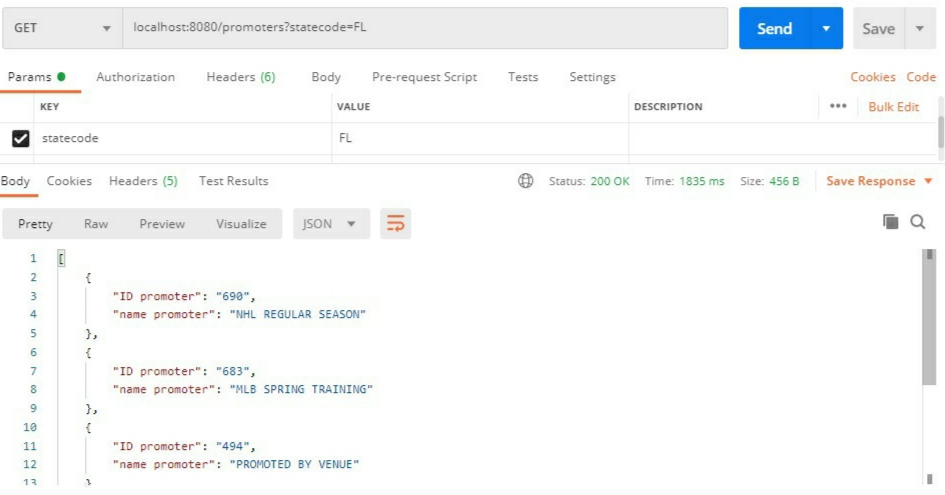 GET localhost:8080/promoters?statecode=FL Send Save
Params Authorization Headers (6) Body Pre-request Script Tests Settings Cookies Code
KEY VALUE DESCRIPTION ••• Bulk Edit
statecode FL
Body Cookies Headers (5) Test Results Status: 200 OK Time: 1835 ms Size: 456 B Save Response
Pretty Raw Preview Visualize JSON
1 [
2 {
3 "ID promoter": "690",
4 "name promoter": "NHL REGULAR SEASON"
5 },
6 {
7 "ID promoter": "683",
8 "name promoter": "MLB SPRING TRAINING"
9 },
10 {
11 "ID promoter": "494",
12 "name promoter": "PROMOTED BY VENUE"
13 }